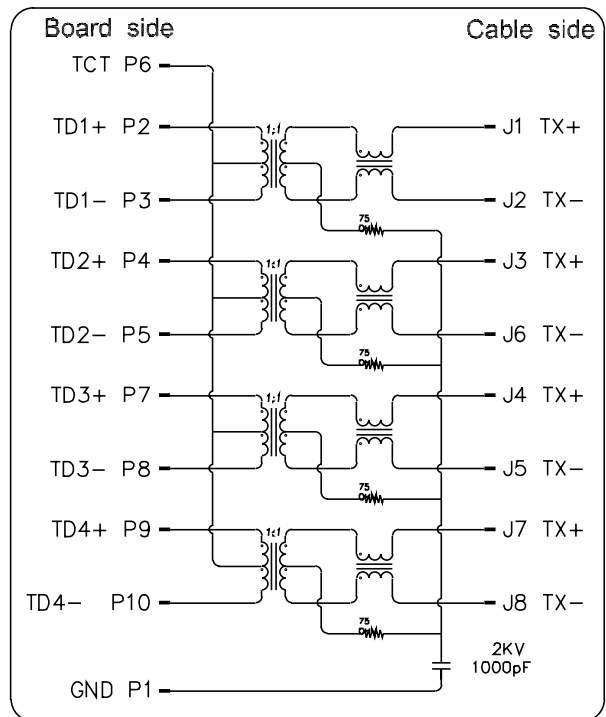 Board side
Cable side
TCT P6
1:1
TD1+ P2
J1 TX+
TD1− P3
J2 TX−
75
TD2+ P4
1:1
J3 TX+
TD2− P5
J6 TX−
75
TD3+ P7
1:1
J4 TX+
TD3− P8
J5 TX−
75
TD4+ P9
1:1
J7 TX+
TD4− P10
J8 TX−
75
2KV
1000pF
GND P1